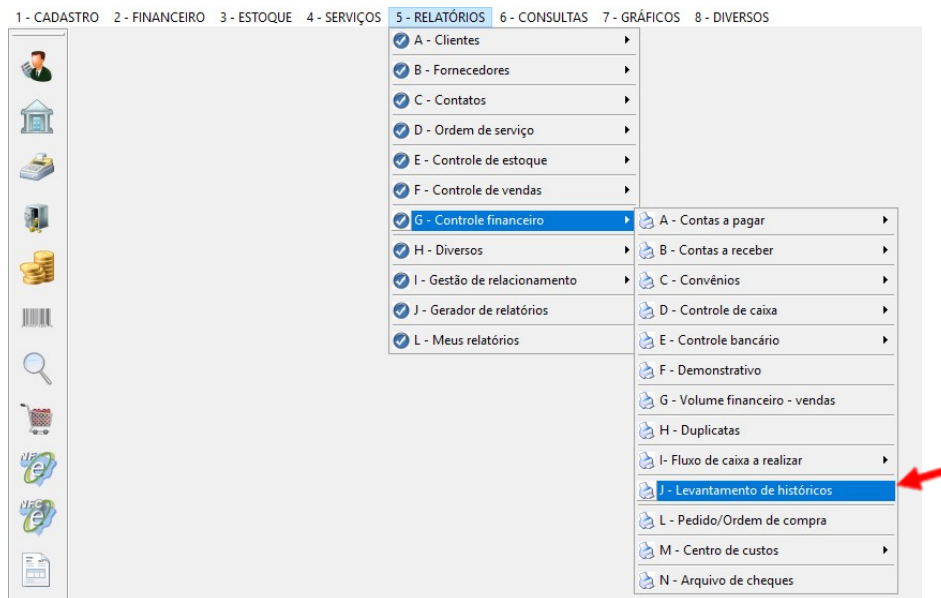 1 - CADASTRO 2 - FINANCEIRO 3 - ESTOQUE 4 - SERVIÇOS 5 - RELATÓRIOS 6 - CONSULTAS 7 - GRÁFICOS 8 - DIVERSOS
A - Clientes
B - Fornecedores
C - Contatos
D - Ordem de serviço
E - Controle de estoque
F - Controle de vendas
G - Controle financeiro
H - Diversos
I - Gestão de relacionamento
J - Gerador de relatórios
L - Meus relatórios
A - Contas a pagar
B - Contas a receber
C - Convênios
D - Controle de caixa
E - Controle bancário
F - Demonstrativo
G - Volume financeiro - vendas
H - Duplicatas
I- Fluxo de caixa a realizar
J - Levantamento de históricos
L - Pedido/Ordem de compra
M - Centro de custos
N - Arquivo de cheques
NF
e
NFC
e